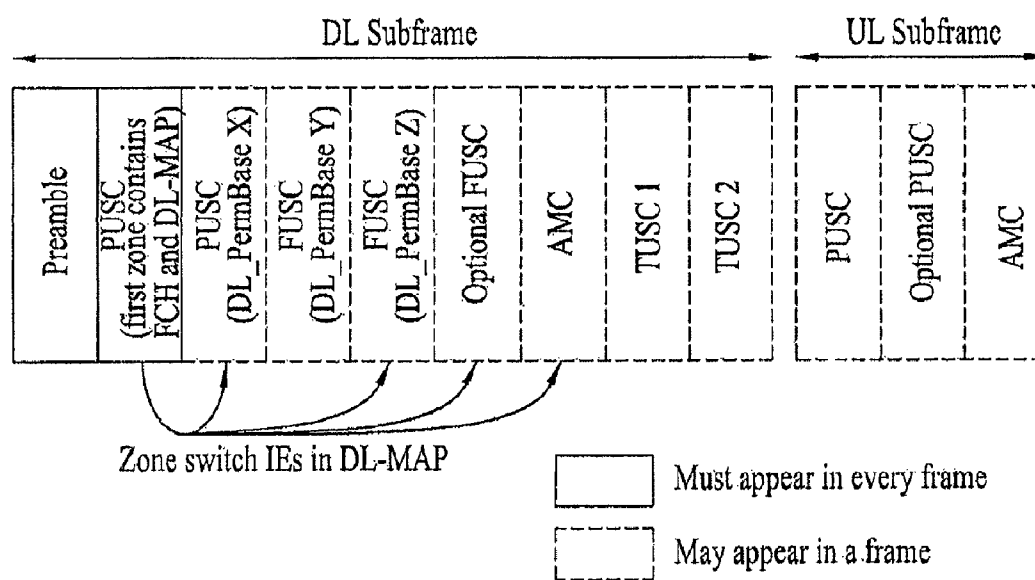 DL Subframe
UL Subframe
Preamble
PUSC
(first zone contains
FCH and DL-MAP)
PUSC
(DL_PermBase X)
FUSC
(DL_PermBase Y)
FUSC
(DL_PermBase Z)
Optional FUSC
AMC
TUSC 1
TUSC 2
PUSC
Optional PUSC
AMC
Zone switch IEs in DL-MAP
Must appear in every frame
May appear in a frame